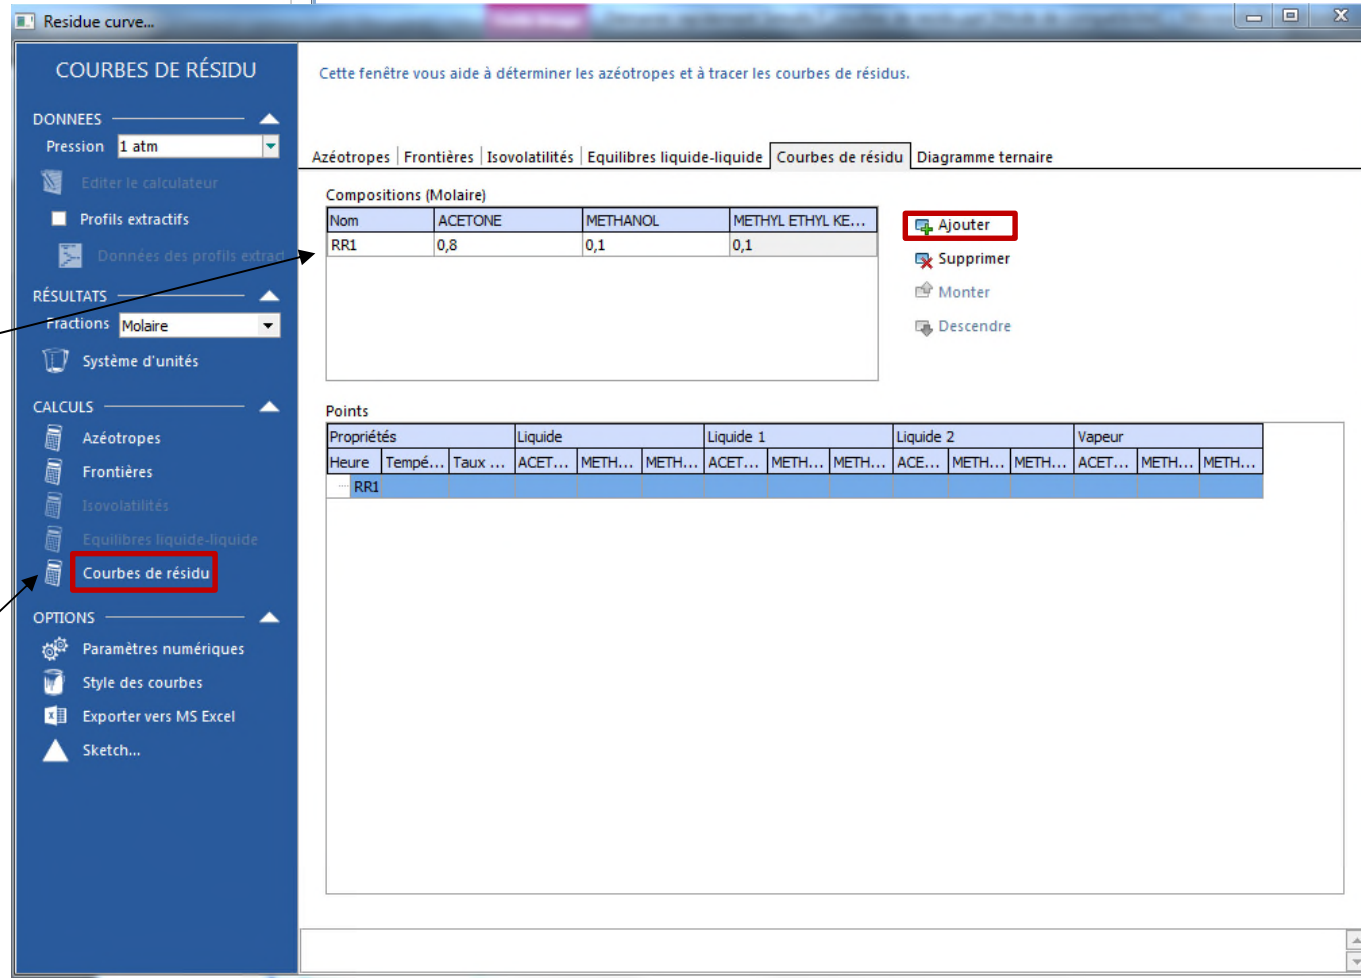 Residue curve...
COURBES DE RÉSIDU
DONNEES
Pression 1 atm
Editer le calculateur
Profils extractifs
Données des profils extract
RÉSULTATS
Fractions Molaire
Système d'unités
CALCULS
Azéotropes
Frontières
Isovolatilités
Equilibres liquide-liquide
Courbes de résidu
OPTIONS
Paramètres numériques
Style des courbes
Exporter vers MS Excel
Sketch...
Cette fenêtre vous aide à déterminer les azéotropes et à tracer les courbes de résidus.
Azéotropes Frontières Isovolatilités Equilibres liquide-liquide Courbes de résidu Diagramme ternaire
Compositions (Molaire)
Nom ACETONE METHANOL METHYL ETHYL KE...
RR1 0,8 0,1 0,1
Ajouter
Supprimer
Monter
Descendre
Points
Propriétés Liquide Liquide 1 Liquide 2 Vapeur
Heure Tempé... Taux ... ACET... METH... METH... ACET... METH... METH... ACE... METH... METH... ACET... METH... METH...
RR1